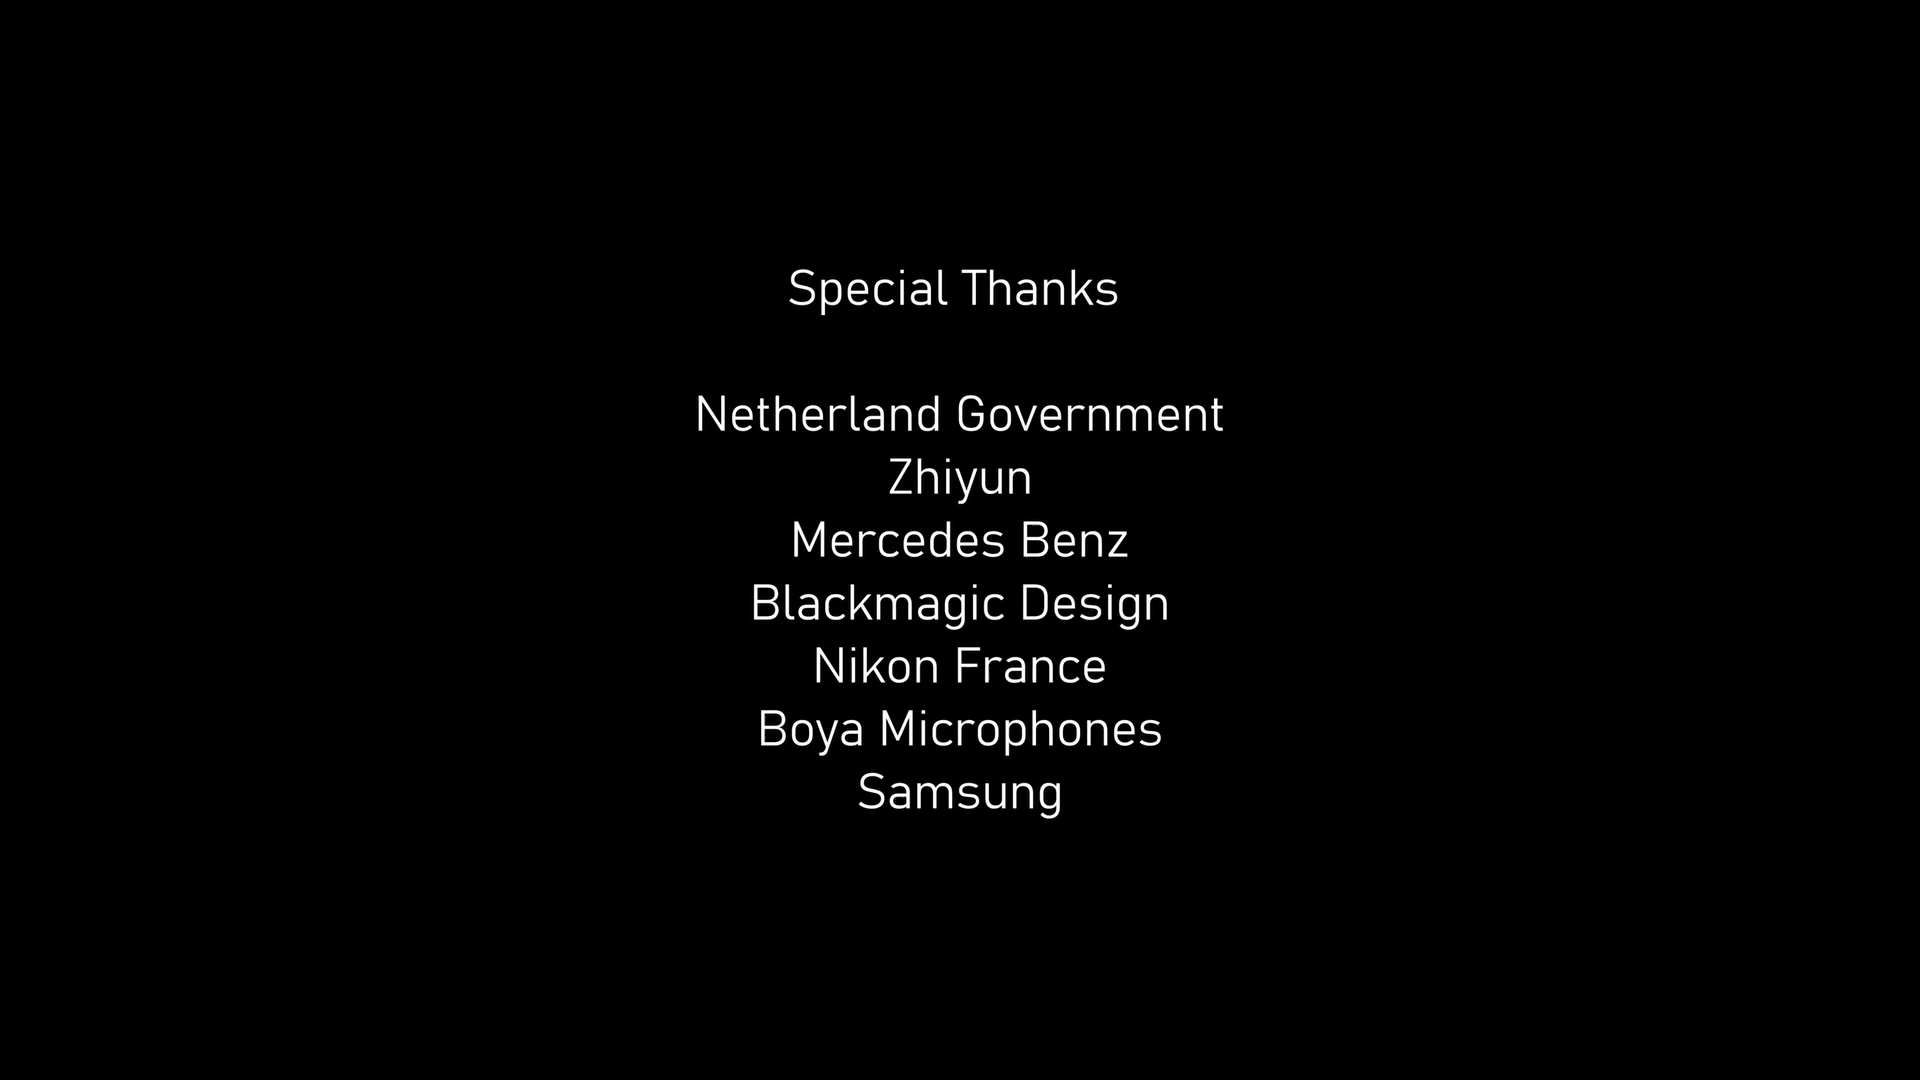 Special Thanks
Netherland Government
Zhiyun
Mercedes Benz
Blackmagic Design
Nikon France
Boya Microphones
Samsung